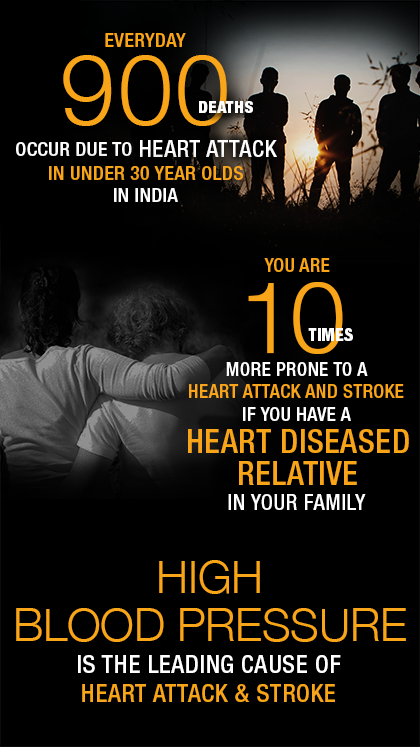 EVERYDAY
900
DEATHS
OCCUR DUE TO HEART ATTACK
IN UNDER 30 YEAR OLDS
IN INDIA
YOU ARE
10
TIMES
MORE PRONE TO A
HEART ATTACK AND STROKE
IF YOU HAVE A
HEART DISEASED
RELATIVE
IN YOUR FAMILY
HIGH
BLOOD PRESSURE
IS THE LEADING CAUSE OF
HEART ATTACK & STROKE